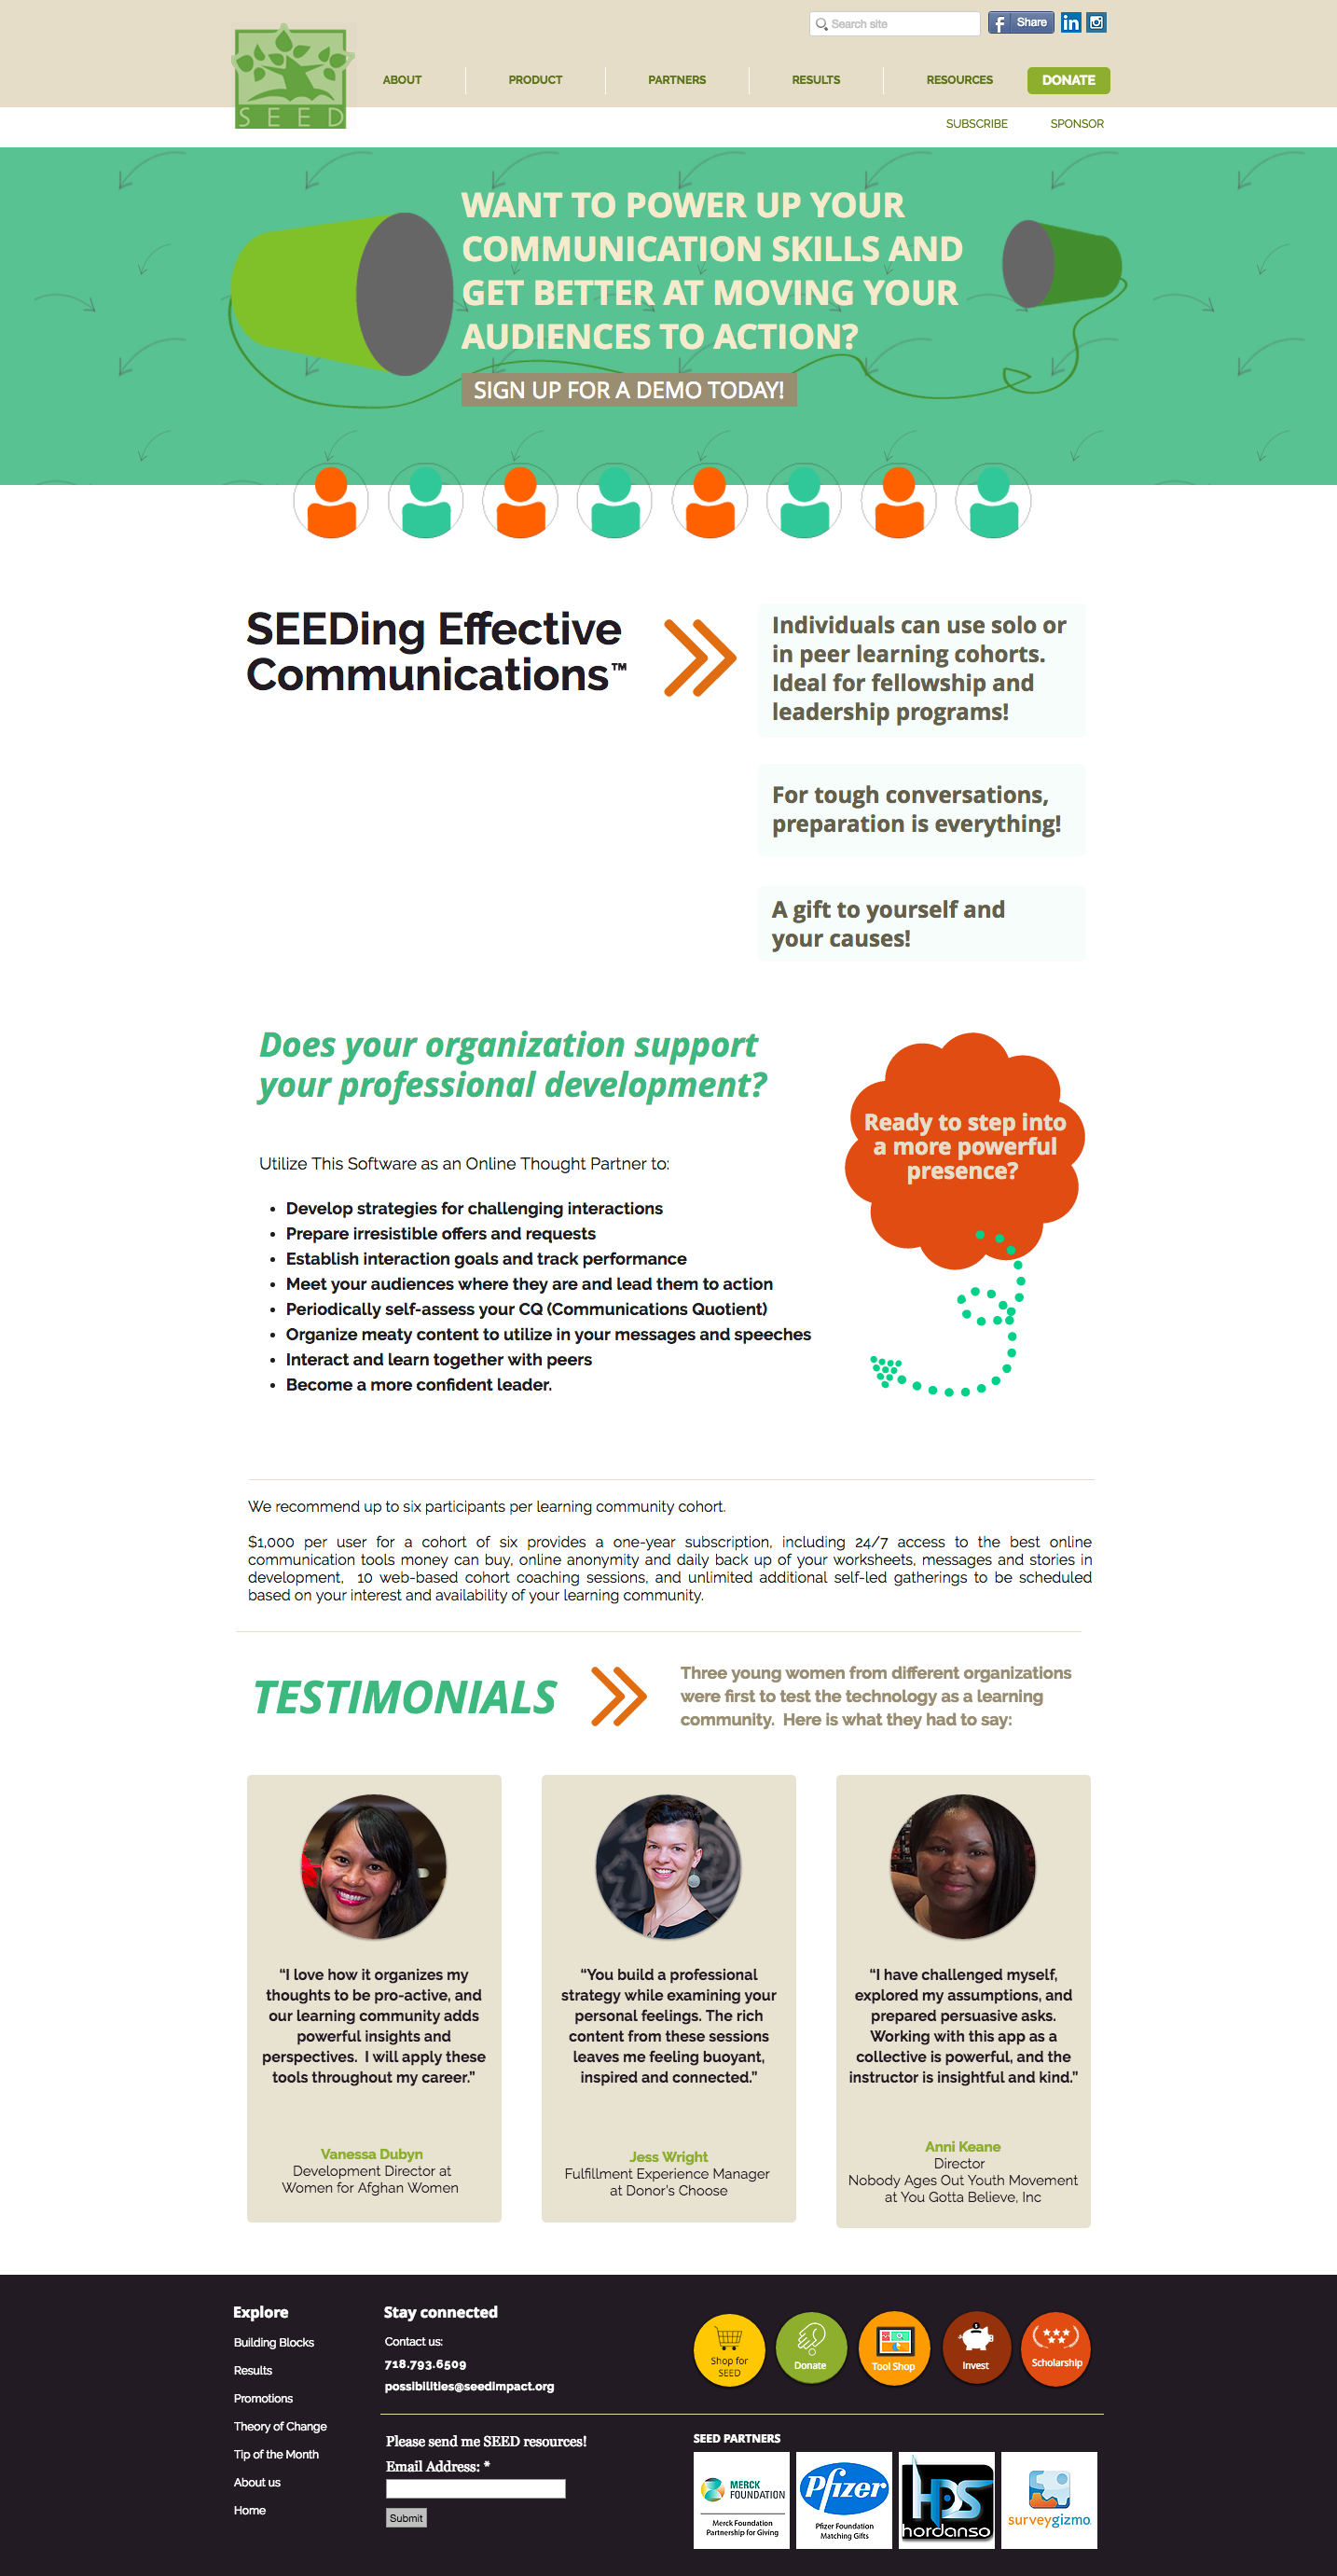 Search site
Share
in
SEED
ABOUT
PRODUCT
PARTNERS
RESULTS
RESOURCES
DONATE
SUBSCRIBE
SPONSOR
WANT TO POWER UP YOUR
COMMUNICATION SKILLS AND
GET BETTER AT MOVING YOUR
AUDIENCES TO ACTION?
SIGN UP FOR A DEMO TODAY!
SEEDing Effective
Communications™
Individuals can use solo or
in peer learning cohorts.
Ideal for fellowship and
leadership programs!
For tough conversations,
preparation is everything!
A gift to yourself and
your causes!
Does your organization support
your professional development?
Ready to step into
a more powerful
presence?
Utilize This Software as an Online Thought Partner to:
• Develop strategies for challenging interactions
• Prepare irresistible offers and requests
• Establish interaction goals and track performance
• Meet your audiences where they are and lead them to action
• Periodically self-assess your CQ (Communications Quotient)
• Organize meaty content to utilize in your messages and speeches
• Interact and learn together with peers
• Become a more confident leader.
We recommend up to six participants per learning community cohort.
$1,000 per user for a cohort of six provides a one-year subscription, including 24/7 access to the best online
communication tools money can buy, online anonymity and daily back up of your worksheets, messages and stories in
development, 10 web-based cohort coaching sessions, and unlimited additional self-led gatherings to be scheduled
based on your interest and availability of your learning community.
TESTIMONIALS
Three young women from different organizations
were first to test the technology as a learning
community. Here is what they had to say:
“I love how it organizes my
thoughts to be pro-active, and
our learning community adds
powerful insights and
perspectives. I will apply these
tools throughout my career.”
Vanessa Dubyn
Development Director at
Women for Afghan Women
“You build a professional
strategy while examining your
personal feelings. The rich
content from these sessions
leaves me feeling buoyant,
inspired and connected.”
Jess Wright
Fulfillment Experience Manager
at Donor's Choose
“I have challenged myself,
explored my assumptions, and
prepared persuasive asks.
Working with this app as a
collective is powerful, and the
instructor is insightful and kind.”
Anni Keane
Director
Nobody Ages Out Youth Movement
at You Gotta Believe, Inc
Explore
Building Blocks
Results
Promotions
Theory of Change
Tip of the Month
About us
Home
Stay connected
Contact us:
718.793.6509
possibilities@seedimpact.org
Shop for
SEED
Donate
Tool Shop
Invest
Scholarship
Please send me SEED resources!
Email Address: *
Submit
SEED PARTNERS
MERCK
FOUNDATION
Merck Foundation
Partnership for Giving
Pfizer
Pfizer Foundation
Matching Gifts
HDS
hordanso
surveygizmo